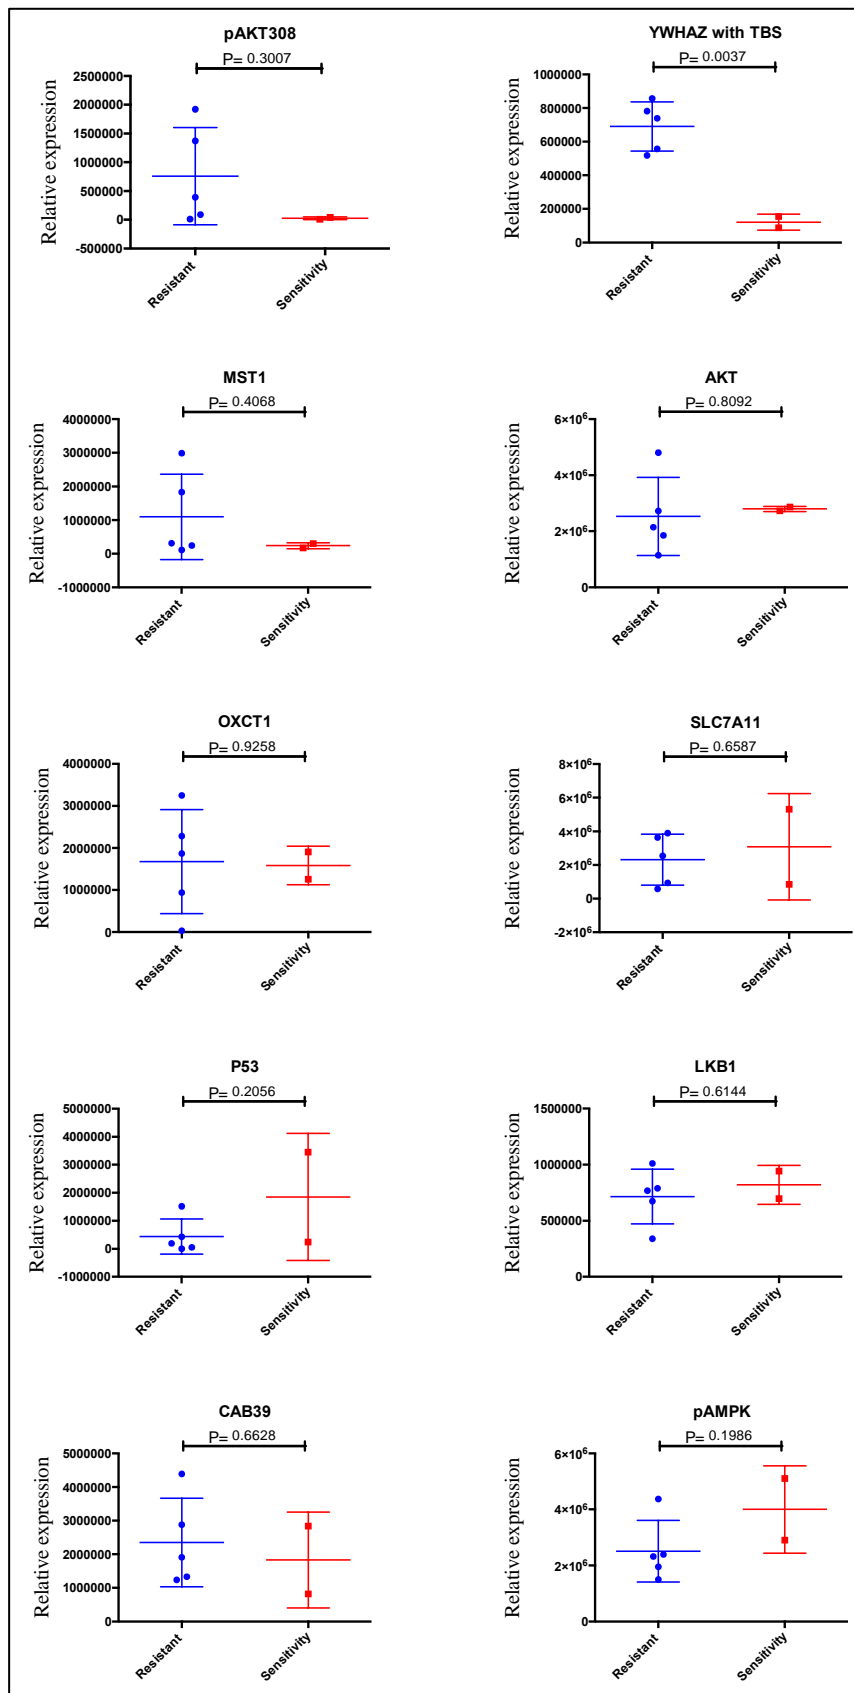 pAKT308
P= 0.3007
Relative expression
2500000
2000000
1500000
1000000
500000
0
-500000
Resistant
Sensitivity
YWHAZ with TBS
P= 0.0037
Relative expression
1000000
800000
600000
400000
200000
0
Resistant
Sensitivity
MST1
P= 0.4068
Relative expression
4000000
3000000
2000000
1000000
0
-1000000
Resistant
Sensitivity
AKT
P= 0.8092
Relative expression
6×10⁶
4×10⁶
2×10⁶
0
Resistant
Sensitivity
OXCT1
P= 0.9258
Relative expression
4000000
3000000
2000000
1000000
0
Resistant
Sensitivity
SLC7A11
P= 0.6587
Relative expression
8×10⁶
6×10⁶
4×10⁶
2×10⁶
0
-2×10⁶
Resistant
Sensitivity
P53
P= 0.2056
Relative expression
5000000
4000000
3000000
2000000
1000000
0
-1000000
Resistant
Sensitivity
LKB1
P= 0.6144
Relative expression
1500000
1000000
500000
0
Resistant
Sensitivity
CAB39
P= 0.6628
Relative expression
5000000
4000000
3000000
2000000
1000000
0
Resistant
Sensitivity
pAMPK
P= 0.1986
Relative expression
6×10⁶
4×10⁶
2×10⁶
0
Resistant
Sensitivity